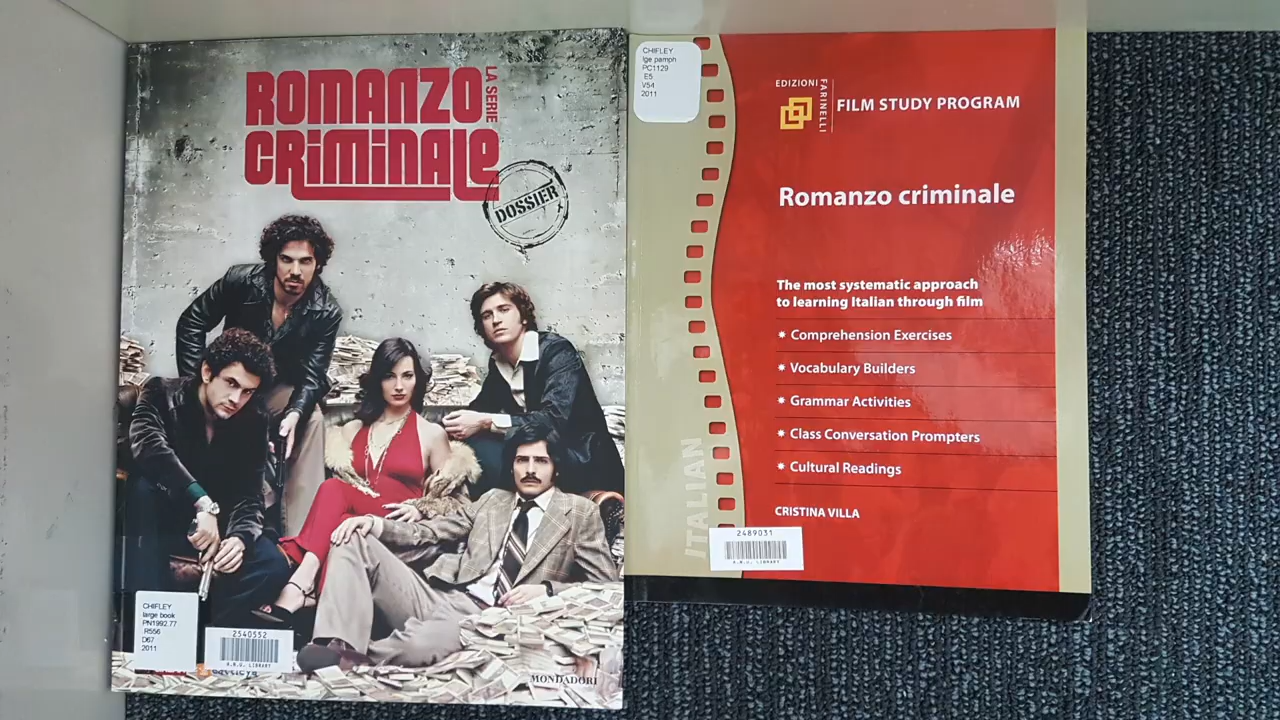 ROMANZO
LA SERIE
CRIMINALE
DOSSIER
CHIFLEY
large book
PN1992.77
R556
D67
2011
2540552
A.N.U. LIBRARY
MONDADORI
CHIFLEY
lge pamph
PC1129
E5
V54
2011
EDIZIONI
FARINELLI
FILM STUDY PROGRAM
Romanzo criminale
The most systematic approach
to learning Italian through film
* Comprehension Exercises
* Vocabulary Builders
* Grammar Activities
* Class Conversation Prompters
* Cultural Readings
CRISTINA VILLA
ITALIAN
2489031
A.N.U. LIBRARY